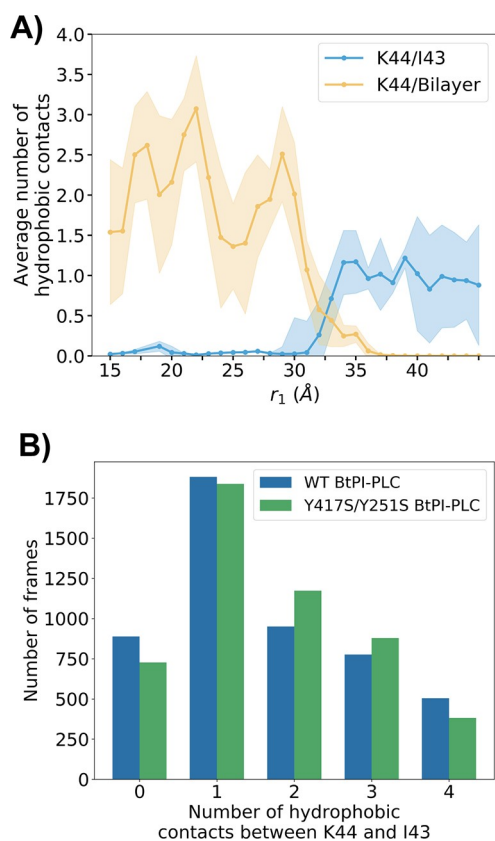 A)
4.0
3.5
3.0
2.5
2.0
1.5
1.0
0.5
0.0
Average number of
hydrophobic contacts
K44/I43
K44/Bilayer
15 20 25 30 35 40
r₁ (Å)
B)
1750
1500
1250
1000
750
500
250
0
Number of frames
WT BtPI-PLC
Y417S/Y251S BtPI-PLC
0 1 2 3 4
Number of hydrophobic
contacts between K44 and I43